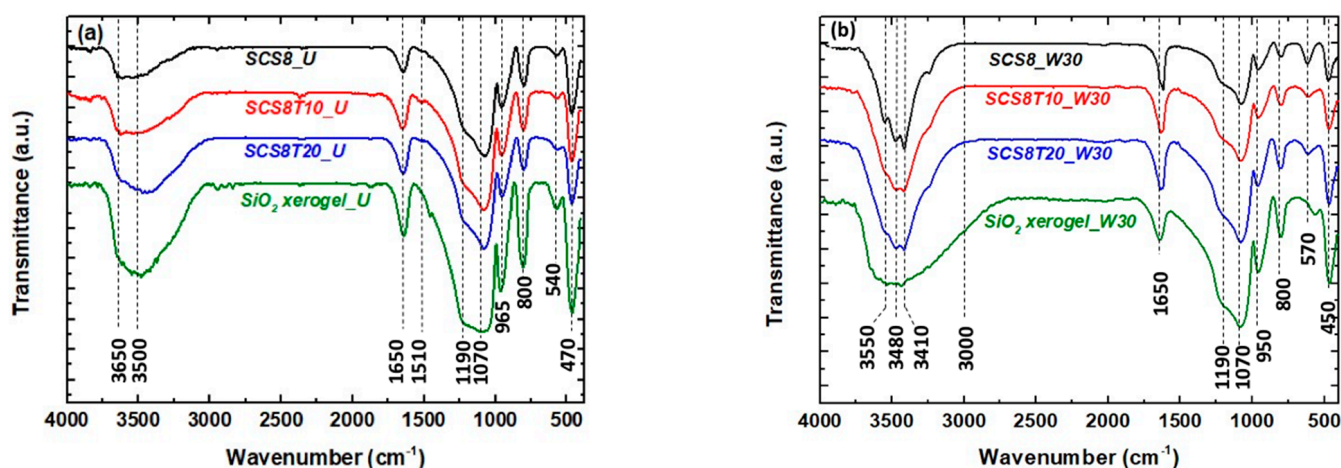 (a)
SCS8_U
SCS8T10_U
SCS8T20_U
SiO2 xerogel_U
3650
3500
1650
1510
1190
1070
965
800
540
470
4000 3500 3000 2500 2000 1500 1000 500
Wavenumber (cm-1)
Transmittance (a.u.)
(b)
SCS8_W30
SCS8T10_W30
SCS8T20_W30
SiO2 xerogel_W30
3550
3480
3410
3000
1650
1190
1070
950
800
570
450
4000 3500 3000 2500 2000 1500 1000 500
Wavenumber (cm-1)
Transmittance (a.u.)